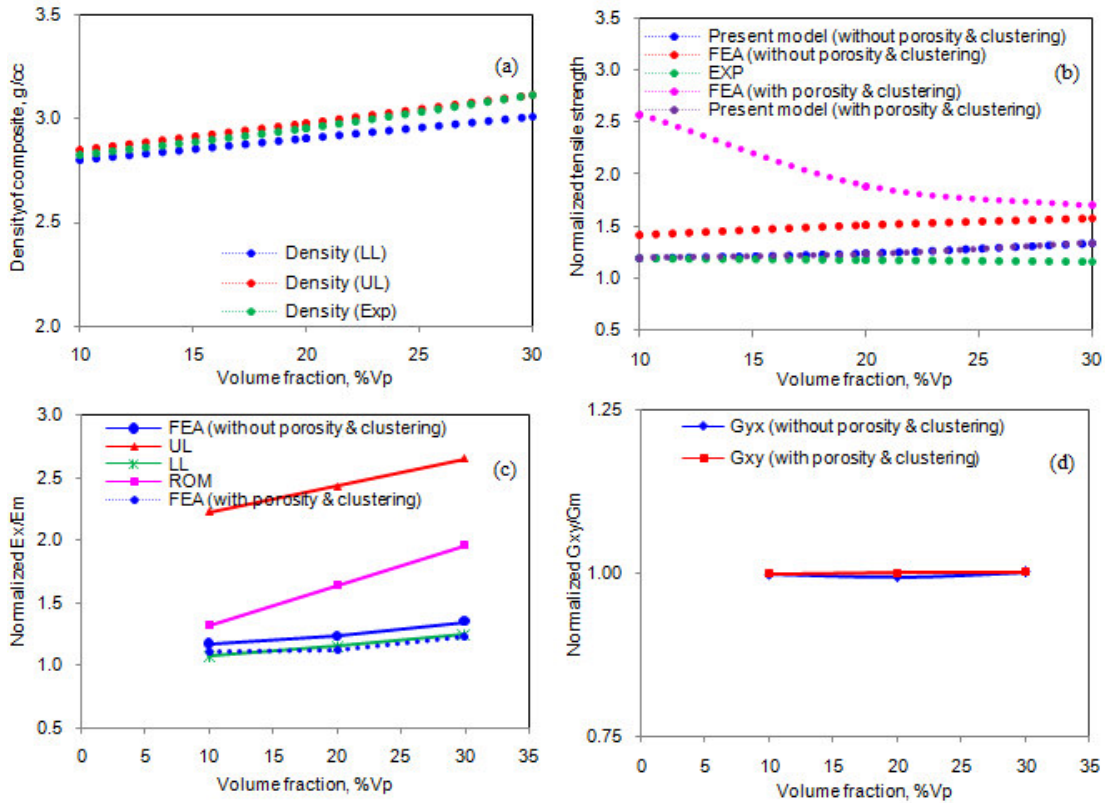 (a)
Density of composite, g/cc
4.0
3.0
2.0
Density (LL)
Density (UL)
Density (Exp)
10 15 20 25 30
Volume fraction, %Vp
(b)
Normalized tensile strength
3.5
3.0
2.5
2.0
1.5
1.0
0.5
Present model (without porosity & clustering)
FEA (without porosity & clustering)
EXP
FEA (with porosity & clustering)
Present model (with porosity & clustering)
10 15 20 25 30
Volume fraction, %Vp
(c)
Normalized Ex/Em
3.0
2.5
2.0
1.5
1.0
0.5
FEA (without porosity & clustering)
UL
LL
ROM
FEA (with porosity & clustering)
0 5 10 15 20 25 30 35
Volume fraction, %Vp
(d)
Normalized Gxy/Gm
1.25
1.00
0.75
Gyx (without porosity & clustering)
Gxy (with porosity & clustering)
0 5 10 15 20 25 30 35
Volume fraction, %Vp